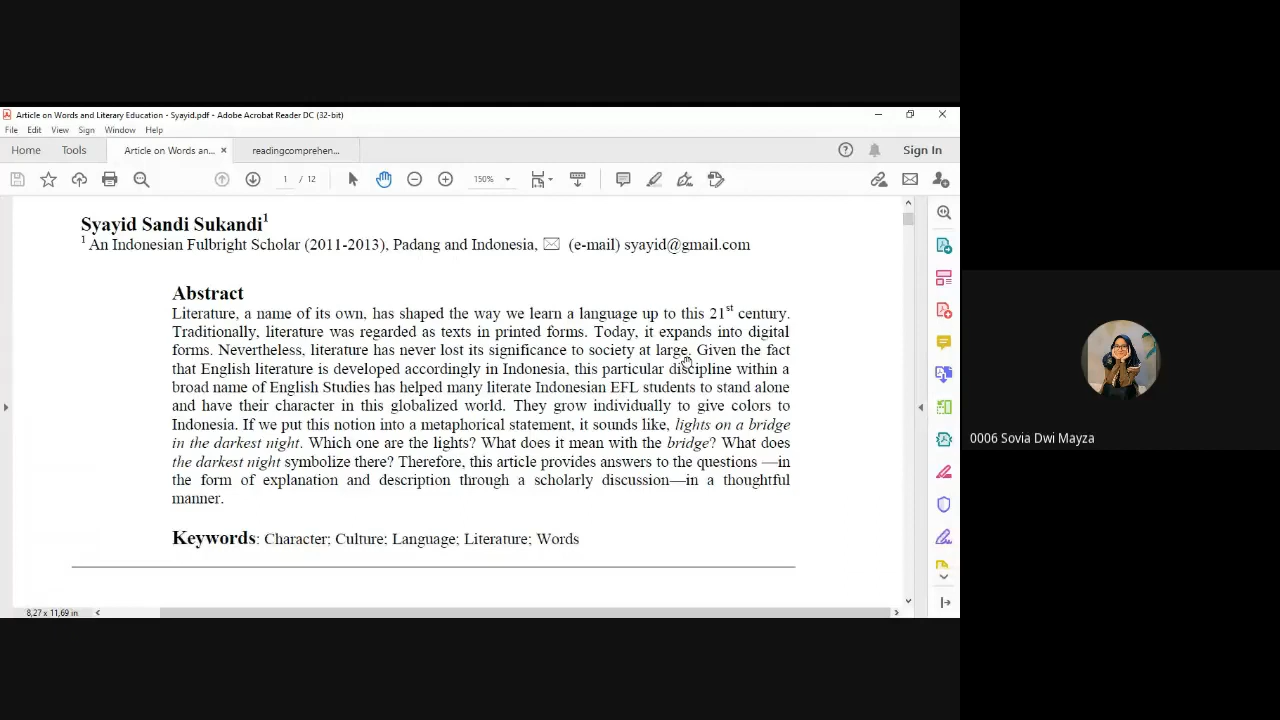 Article on Words and Literary Education - Syayid.pdf - Adobe Acrobat Reader DC (32-bit)
File Edit View Sign Window Help
Home Tools Article on Words an... × readingcomprehen... Sign In
1 / 12 150%
Syayid Sandi Sukandi1
1 An Indonesian Fulbright Scholar (2011-2013), Padang and Indonesia, (e-mail) syayid@gmail.com
Abstract
Literature, a name of its own, has shaped the way we learn a language up to this 21st century.
Traditionally, literature was regarded as texts in printed forms. Today, it expands into digital
forms. Nevertheless, literature has never lost its significance to society at large. Given the fact
that English literature is developed accordingly in Indonesia, this particular discipline within a
broad name of English Studies has helped many literate Indonesian EFL students to stand alone
and have their character in this globalized world. They grow individually to give colors to
Indonesia. If we put this notion into a metaphorical statement, it sounds like, lights on a bridge
in the darkest night. Which one are the lights? What does it mean with the bridge? What does
the darkest night symbolize there? Therefore, this article provides answers to the questions —in
the form of explanation and description through a scholarly discussion—in a thoughtful
manner.
Keywords: Character; Culture; Language; Literature; Words
8,27 x 11,69 in
0006 Sovia Dwi Mayza